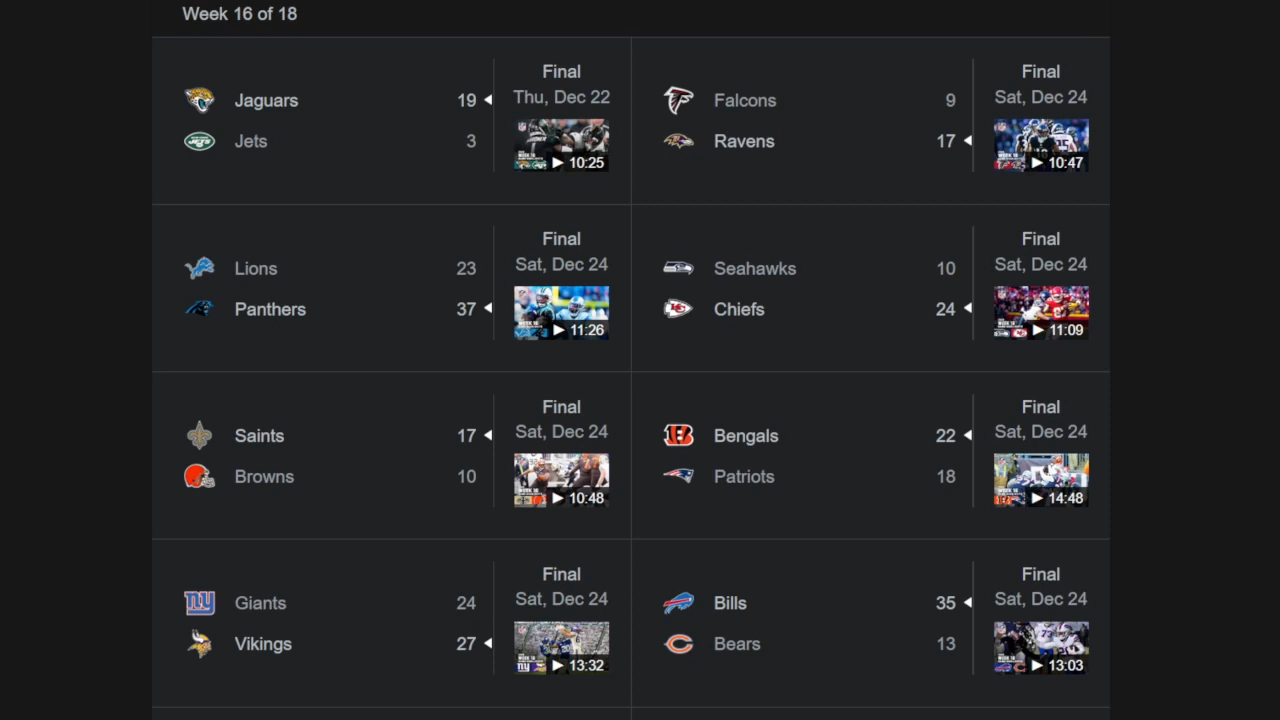 Week 16 of 18
Final
Jaguars 19
Thu, Dec 22
Jets 3
10:25
Final
Falcons 9
Sat, Dec 24
Ravens 17
10:47
Final
Lions 23
Sat, Dec 24
Panthers 37
11:26
Final
Seahawks 10
Sat, Dec 24
Chiefs 24
11:09
Final
Saints 17
Sat, Dec 24
Browns 10
10:48
Final
Bengals 22
Sat, Dec 24
Patriots 18
14:48
Final
Giants 24
Sat, Dec 24
Vikings 27
13:32
Final
Bills 35
Sat, Dec 24
Bears 13
13:03